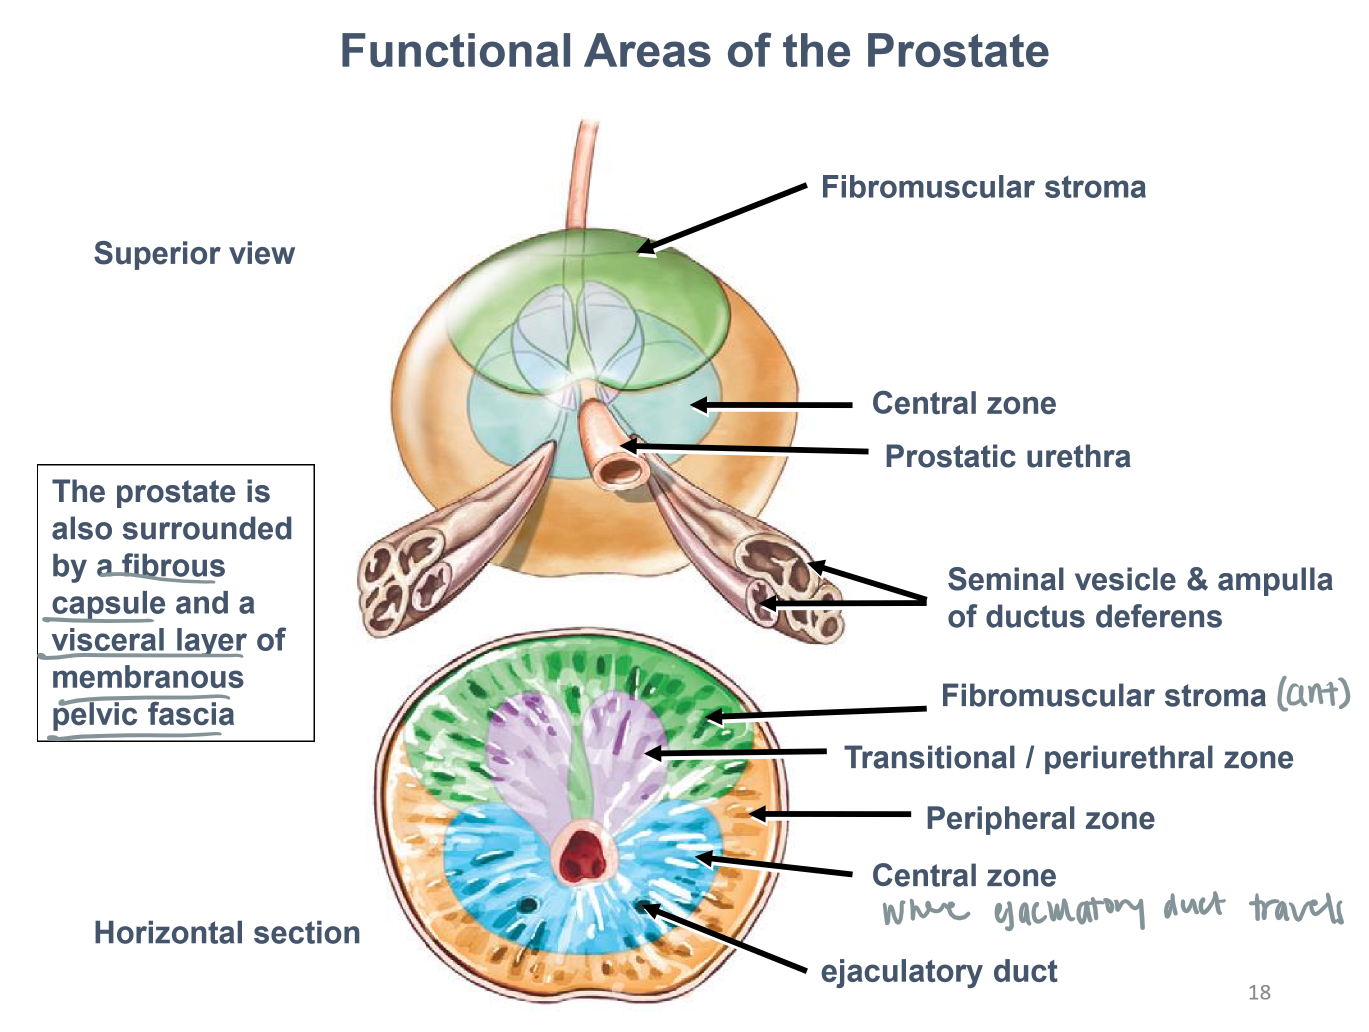 Functional Areas of the Prostate
Fibromuscular stroma
Superior view
Central zone
Prostatic urethra
The prostate is
also surrounded
by a fibrous
capsule and a
visceral layer of
membranous
pelvic fascia
Seminal vesicle & ampulla
of ductus deferens
Fibromuscular stroma (ant)
Transitional / periurethral zone
Peripheral zone
Central zone
where ejaculatory duct travels
Horizontal section
ejaculatory duct
18